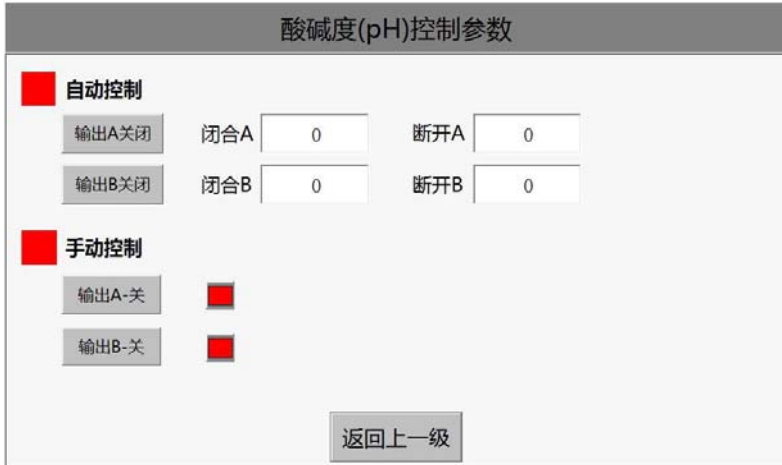 酸碱度(pH)控制参数
自动控制
输出A关闭 闭合A 0 断开A 0
输出B关闭 闭合B 0 断开B 0
手动控制
输出A-关
输出B-关
返回上一级